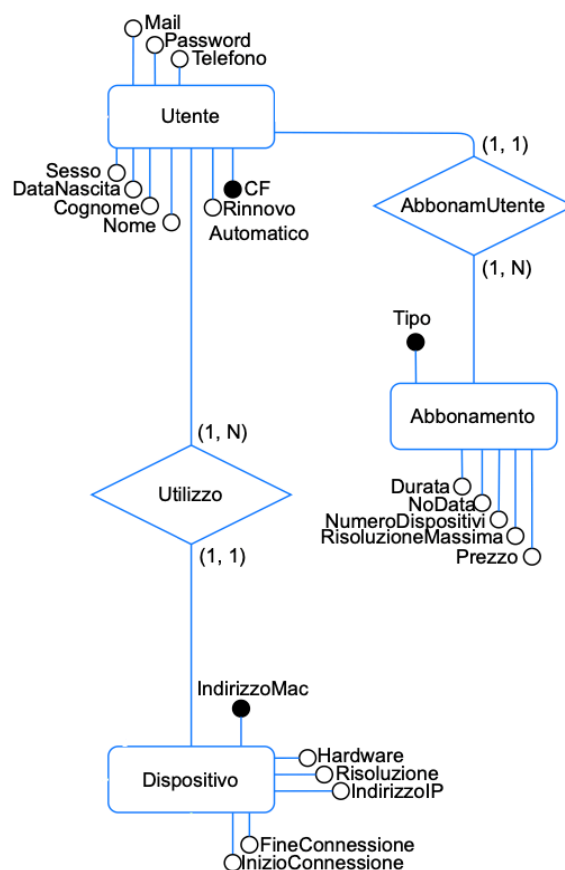 Mail
Password
Telefono
Utente
(1, 1)
Sesso
CF
DataNascita
Cognome
Rinnovo
AbbonamUtente
Nome
Automatico
(1, N)
Tipo
Abbonamento
(1, N)
Durata
Utilizzo
NoData
NumeroDispositivi
RisoluzioneMassima
(1, 1)
Prezzo
IndirizzoMac
Hardware
Dispositivo
Risoluzione
IndirizzoIP
FineConnessione
InizioConnessione